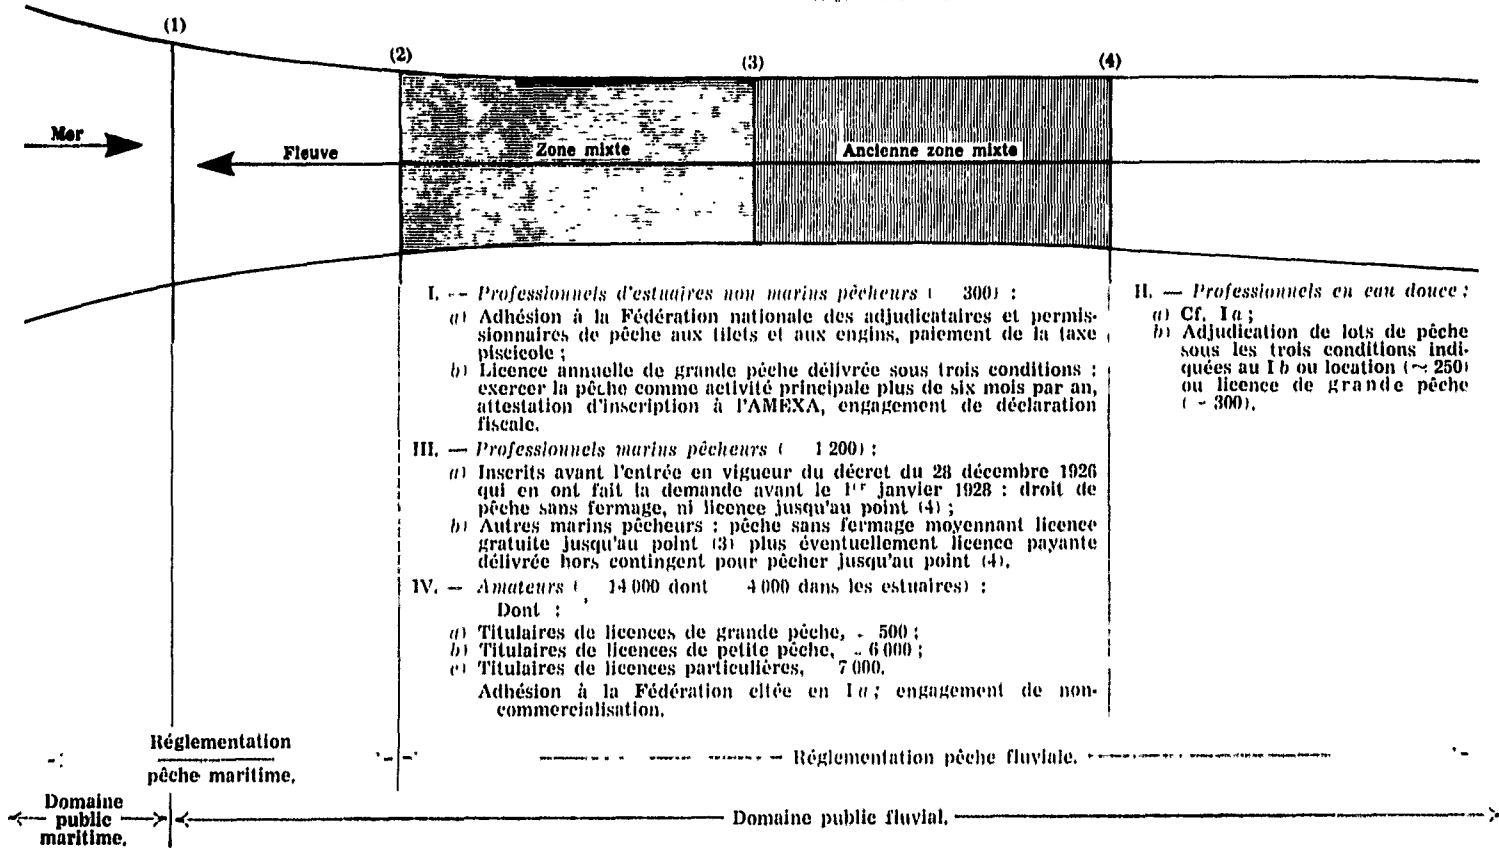 (1)
(2)
(3)
(4)
Mer
Fleuve
Zone mixte
Ancienne zone mixte
I. -- Professionnels d'estuaires non marins pêcheurs ( 300) :
a) Adhésion à la Fédération nationale des adjudicataires et permis-
sionnaires de pêche aux filets et aux engins, paiement de la taxe
piscicole ;
b) Licence annuelle de grande pêche délivrée sous trois conditions :
exercer la pêche comme activité principale plus de six mois par an,
attestation d'inscription à l'AMEXA, engagement de déclaration
fiscale.
III. — Professionnels marins pêcheurs ( 1 200) :
a) Inscrits avant l'entrée en vigueur du décret du 28 décembre 1926
qui en ont fait la demande avant le 1er janvier 1928 : droit de
pêche sans fermage, ni licence jusqu'au point (4) ;
b) Autres marins pêcheurs : pêche sans fermage moyennant licence
gratuite jusqu'au point (3) plus éventuellement licence payante
délivrée hors contingent pour pêcher jusqu'au point (4).
IV. — Amateurs ( 14 000 dont 4 000 dans les estuaires) :
Dont :
a) Titulaires de licences de grande pêche, - 500 ;
b) Titulaires de licences de petite pêche, - 6 000 ;
c) Titulaires de licences particulières, 7 000.
Adhésion à la Fédération citée en I a ; engagement de non-
commercialisation.
II. — Professionnels en eau douce :
a) Cf. I a ;
b) Adjudication de lots de pêche
sous les trois conditions indi-
quées au I b ou location (~ 250)
ou licence de grande pêche
( - 300).
Réglementation
pêche maritime.
Réglementation pêche fluviale.
Domaine
public
maritime.
Domaine public fluvial.